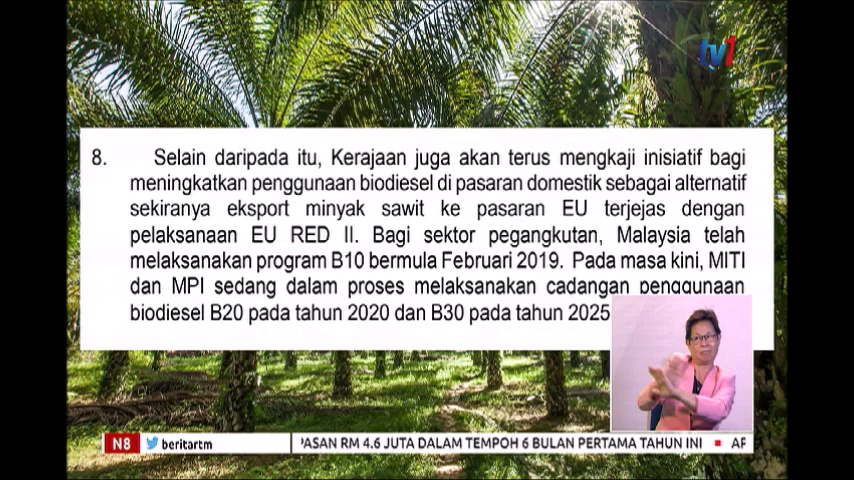 tv1
8. Selain daripada itu, Kerajaan juga akan terus mengkaji inisiatif bagi
meningkatkan penggunaan biodiesel di pasaran domestik sebagai alternatif
sekiranya eksport minyak sawit ke pasaran EU terjejas dengan
pelaksanaan EU RED II. Bagi sektor pegangkutan, Malaysia telah
melaksanakan program B10 bermula Februari 2019. Pada masa kini, MITI
dan MPI sedang dalam proses melaksanakan cadangan penggunaan
biodiesel B20 pada tahun 2020 dan B30 pada tahun 2025
N8 beritartm RM 4.6 JUTA DALAM TEMPOH 6 BULAN PERTAMA TAHUN INI